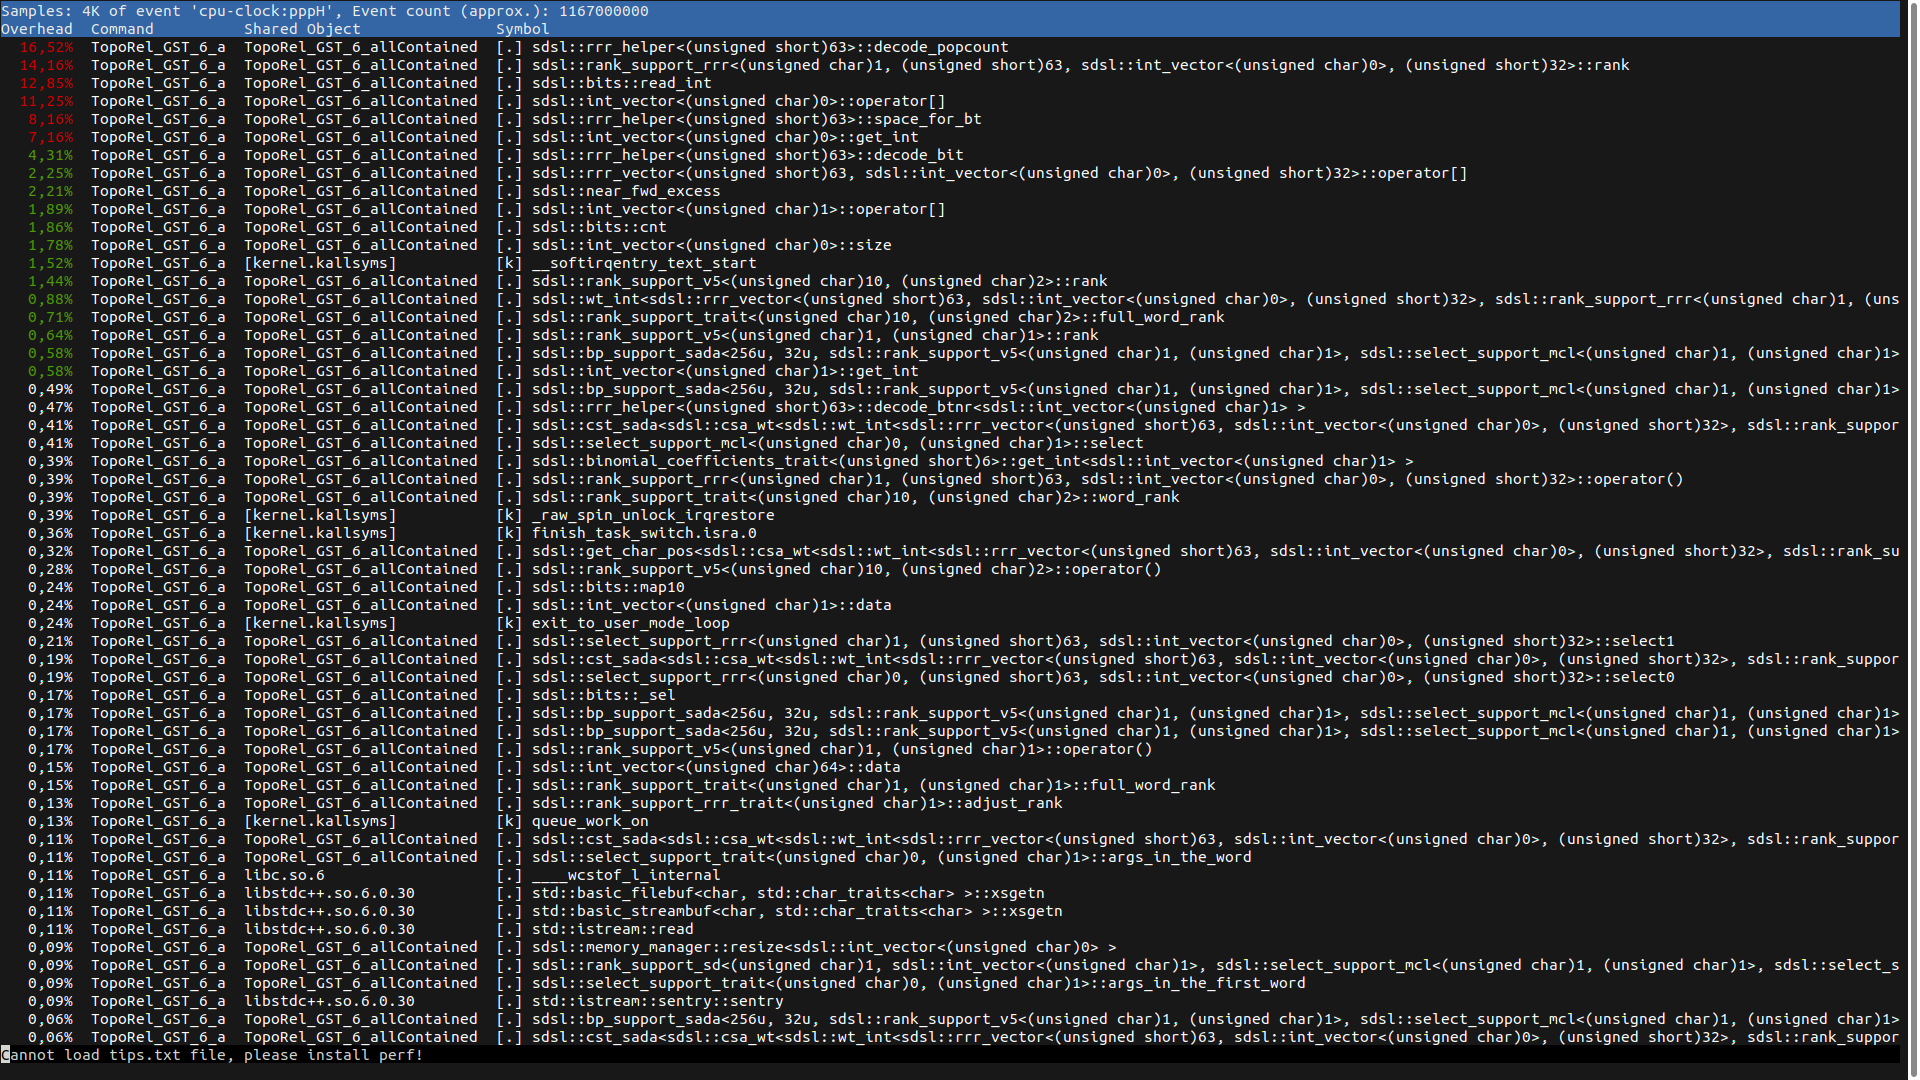 Samples: 4K of event 'cpu-clock:pppH', Event count (approx.): 1167000000
Overhead  Command         Shared Object               Symbol
  16,52%  TopoRel_GST_6_a  TopoRel_GST_6_allContained  [.] sdsl::rrr_helper<(unsigned short)63>::decode_popcount
  14,16%  TopoRel_GST_6_a  TopoRel_GST_6_allContained  [.] sdsl::rank_support_rrr<(unsigned char)1, (unsigned short)63, sdsl::int_vector<(unsigned char)0>, (unsigned short)32>::rank
  12,85%  TopoRel_GST_6_a  TopoRel_GST_6_allContained  [.] sdsl::bits::read_int
  11,25%  TopoRel_GST_6_a  TopoRel_GST_6_allContained  [.] sdsl::int_vector<(unsigned char)0>::operator[]
   8,16%  TopoRel_GST_6_a  TopoRel_GST_6_allContained  [.] sdsl::rrr_helper<(unsigned short)63>::space_for_bt
   7,16%  TopoRel_GST_6_a  TopoRel_GST_6_allContained  [.] sdsl::int_vector<(unsigned char)0>::get_int
   4,31%  TopoRel_GST_6_a  TopoRel_GST_6_allContained  [.] sdsl::rrr_helper<(unsigned short)63>::decode_bit
   2,25%  TopoRel_GST_6_a  TopoRel_GST_6_allContained  [.] sdsl::rrr_vector<(unsigned short)63, sdsl::int_vector<(unsigned char)0>, (unsigned short)32>::operator[]
   2,21%  TopoRel_GST_6_a  TopoRel_GST_6_allContained  [.] sdsl::near_fwd_excess
   1,89%  TopoRel_GST_6_a  TopoRel_GST_6_allContained  [.] sdsl::int_vector<(unsigned char)1>::operator[]
   1,86%  TopoRel_GST_6_a  TopoRel_GST_6_allContained  [.] sdsl::bits::cnt
   1,78%  TopoRel_GST_6_a  TopoRel_GST_6_allContained  [.] sdsl::int_vector<(unsigned char)0>::size
   1,52%  TopoRel_GST_6_a  [kernel.kallsyms]           [k] __softirqentry_text_start
   1,44%  TopoRel_GST_6_a  TopoRel_GST_6_allContained  [.] sdsl::rank_support_v5<(unsigned char)10, (unsigned char)2>::rank
   0,88%  TopoRel_GST_6_a  TopoRel_GST_6_allContained  [.] sdsl::wt_int<sdsl::rrr_vector<(unsigned short)63, sdsl::int_vector<(unsigned char)0>, (unsigned short)32>, sdsl::rank_support_rrr<(unsigned char)1, (uns
   0,71%  TopoRel_GST_6_a  TopoRel_GST_6_allContained  [.] sdsl::rank_support_trait<(unsigned char)10, (unsigned char)2>::full_word_rank
   0,64%  TopoRel_GST_6_a  TopoRel_GST_6_allContained  [.] sdsl::rank_support_v5<(unsigned char)1, (unsigned char)1>::rank
   0,58%  TopoRel_GST_6_a  TopoRel_GST_6_allContained  [.] sdsl::bp_support_sada<256u, 32u, sdsl::rank_support_v5<(unsigned char)1, (unsigned char)1>, sdsl::select_support_mcl<(unsigned char)1, (unsigned char)1>
   0,58%  TopoRel_GST_6_a  TopoRel_GST_6_allContained  [.] sdsl::int_vector<(unsigned char)1>::get_int
   0,49%  TopoRel_GST_6_a  TopoRel_GST_6_allContained  [.] sdsl::bp_support_sada<256u, 32u, sdsl::rank_support_v5<(unsigned char)1, (unsigned char)1>, sdsl::select_support_mcl<(unsigned char)1, (unsigned char)1>
   0,47%  TopoRel_GST_6_a  TopoRel_GST_6_allContained  [.] sdsl::rrr_helper<(unsigned short)63>::decode_btnr<sdsl::int_vector<(unsigned char)1> >
   0,41%  TopoRel_GST_6_a  TopoRel_GST_6_allContained  [.] sdsl::cst_sada<sdsl::csa_wt<sdsl::wt_int<sdsl::rrr_vector<(unsigned short)63, sdsl::int_vector<(unsigned char)0>, (unsigned short)32>, sdsl::rank_suppor
   0,41%  TopoRel_GST_6_a  TopoRel_GST_6_allContained  [.] sdsl::select_support_mcl<(unsigned char)0, (unsigned char)1>::select
   0,39%  TopoRel_GST_6_a  TopoRel_GST_6_allContained  [.] sdsl::binomial_coefficients_trait<(unsigned short)6>::get_int<sdsl::int_vector<(unsigned char)1> >
   0,39%  TopoRel_GST_6_a  TopoRel_GST_6_allContained  [.] sdsl::rank_support_rrr<(unsigned char)1, (unsigned short)63, sdsl::int_vector<(unsigned char)0>, (unsigned short)32>::operator()
   0,39%  TopoRel_GST_6_a  TopoRel_GST_6_allContained  [.] sdsl::rank_support_trait<(unsigned char)10, (unsigned char)2>::word_rank
   0,39%  TopoRel_GST_6_a  [kernel.kallsyms]           [k] _raw_spin_unlock_irqrestore
   0,36%  TopoRel_GST_6_a  [kernel.kallsyms]           [k] finish_task_switch.isra.0
   0,32%  TopoRel_GST_6_a  TopoRel_GST_6_allContained  [.] sdsl::get_char_pos<sdsl::csa_wt<sdsl::wt_int<sdsl::rrr_vector<(unsigned short)63, sdsl::int_vector<(unsigned char)0>, (unsigned short)32>, sdsl::rank_su
   0,28%  TopoRel_GST_6_a  TopoRel_GST_6_allContained  [.] sdsl::rank_support_v5<(unsigned char)10, (unsigned char)2>::operator()
   0,24%  TopoRel_GST_6_a  TopoRel_GST_6_allContained  [.] sdsl::bits::map10
   0,24%  TopoRel_GST_6_a  TopoRel_GST_6_allContained  [.] sdsl::int_vector<(unsigned char)1>::data
   0,24%  TopoRel_GST_6_a  [kernel.kallsyms]           [k] exit_to_user_mode_loop
   0,21%  TopoRel_GST_6_a  TopoRel_GST_6_allContained  [.] sdsl::select_support_rrr<(unsigned char)1, (unsigned short)63, sdsl::int_vector<(unsigned char)0>, (unsigned short)32>::select1
   0,19%  TopoRel_GST_6_a  TopoRel_GST_6_allContained  [.] sdsl::cst_sada<sdsl::csa_wt<sdsl::wt_int<sdsl::rrr_vector<(unsigned short)63, sdsl::int_vector<(unsigned char)0>, (unsigned short)32>, sdsl::rank_suppor
   0,19%  TopoRel_GST_6_a  TopoRel_GST_6_allContained  [.] sdsl::select_support_rrr<(unsigned char)0, (unsigned short)63, sdsl::int_vector<(unsigned char)0>, (unsigned short)32>::select0
   0,17%  TopoRel_GST_6_a  TopoRel_GST_6_allContained  [.] sdsl::bits::_sel
   0,17%  TopoRel_GST_6_a  TopoRel_GST_6_allContained  [.] sdsl::bp_support_sada<256u, 32u, sdsl::rank_support_v5<(unsigned char)1, (unsigned char)1>, sdsl::select_support_mcl<(unsigned char)1, (unsigned char)1>
   0,17%  TopoRel_GST_6_a  TopoRel_GST_6_allContained  [.] sdsl::bp_support_sada<256u, 32u, sdsl::rank_support_v5<(unsigned char)1, (unsigned char)1>, sdsl::select_support_mcl<(unsigned char)1, (unsigned char)1>
   0,17%  TopoRel_GST_6_a  TopoRel_GST_6_allContained  [.] sdsl::rank_support_v5<(unsigned char)1, (unsigned char)1>::operator()
   0,15%  TopoRel_GST_6_a  TopoRel_GST_6_allContained  [.] sdsl::int_vector<(unsigned char)64>::data
   0,15%  TopoRel_GST_6_a  TopoRel_GST_6_allContained  [.] sdsl::rank_support_trait<(unsigned char)1, (unsigned char)1>::full_word_rank
   0,13%  TopoRel_GST_6_a  TopoRel_GST_6_allContained  [.] sdsl::rank_support_rrr_trait<(unsigned char)1>::adjust_rank
   0,13%  TopoRel_GST_6_a  [kernel.kallsyms]           [k] queue_work_on
   0,11%  TopoRel_GST_6_a  TopoRel_GST_6_allContained  [.] sdsl::cst_sada<sdsl::csa_wt<sdsl::wt_int<sdsl::rrr_vector<(unsigned short)63, sdsl::int_vector<(unsigned char)0>, (unsigned short)32>, sdsl::rank_suppor
   0,11%  TopoRel_GST_6_a  TopoRel_GST_6_allContained  [.] sdsl::select_support_trait<(unsigned char)0, (unsigned char)1>::args_in_the_word
   0,11%  TopoRel_GST_6_a  libc.so.6                   [.] ____wcstof_l_internal
   0,11%  TopoRel_GST_6_a  libstdc++.so.6.0.30         [.] std::basic_filebuf<char, std::char_traits<char> >::xsgetn
   0,11%  TopoRel_GST_6_a  libstdc++.so.6.0.30         [.] std::basic_streambuf<char, std::char_traits<char> >::xsgetn
   0,11%  TopoRel_GST_6_a  libstdc++.so.6.0.30         [.] std::istream::read
   0,09%  TopoRel_GST_6_a  TopoRel_GST_6_allContained  [.] sdsl::memory_manager::resize<sdsl::int_vector<(unsigned char)0> >
   0,09%  TopoRel_GST_6_a  TopoRel_GST_6_allContained  [.] sdsl::rank_support_sd<(unsigned char)1, sdsl::int_vector<(unsigned char)1>, sdsl::select_support_mcl<(unsigned char)1, (unsigned char)1>, sdsl::select_s
   0,09%  TopoRel_GST_6_a  TopoRel_GST_6_allContained  [.] sdsl::select_support_trait<(unsigned char)0, (unsigned char)1>::args_in_the_first_word
   0,09%  TopoRel_GST_6_a  libstdc++.so.6.0.30         [.] std::istream::sentry::sentry
   0,06%  TopoRel_GST_6_a  TopoRel_GST_6_allContained  [.] sdsl::bp_support_sada<256u, 32u, sdsl::rank_support_v5<(unsigned char)1, (unsigned char)1>, sdsl::select_support_mcl<(unsigned char)1, (unsigned char)1>
   0,06%  TopoRel_GST_6_a  TopoRel_GST_6_allContained  [.] sdsl::cst_sada<sdsl::csa_wt<sdsl::wt_int<sdsl::rrr_vector<(unsigned short)63, sdsl::int_vector<(unsigned char)0>, (unsigned short)32>, sdsl::rank_suppor
Cannot load tips.txt file, please install perf!